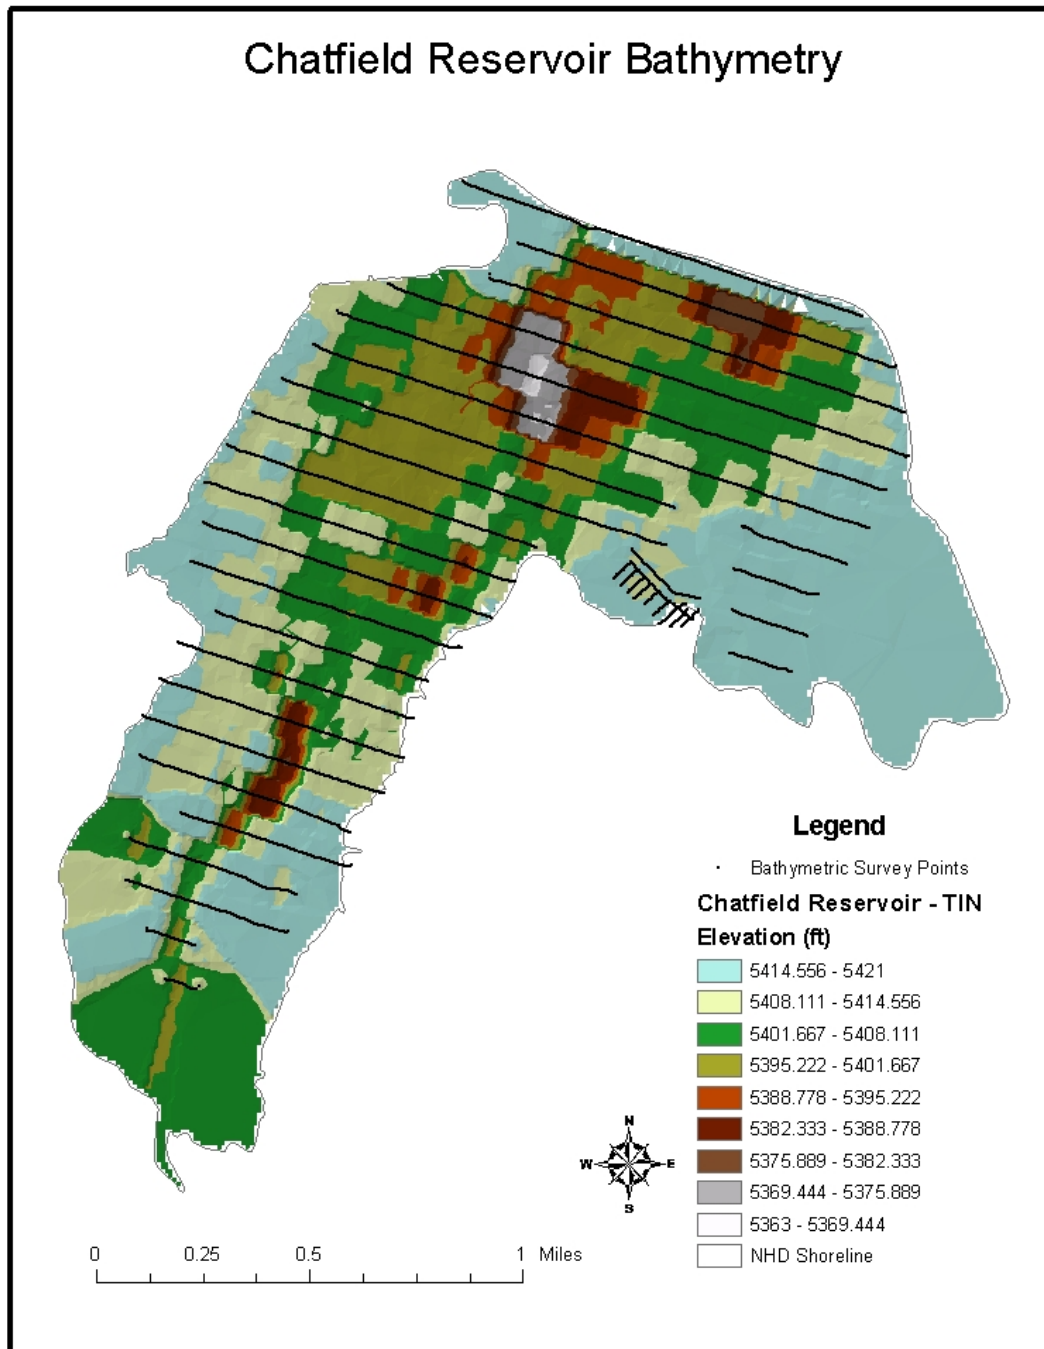 Chatfield Reservoir Bathymetry
Legend
Bathymetric Survey Points
Chatfield Reservoir - TIN
Elevation (ft)
5414.556 - 5421
5408.111 - 5414.556
5401.667 - 5408.111
5395.222 - 5401.667
5388.778 - 5395.222
5382.333 - 5388.778
5375.889 - 5382.333
5369.444 - 5375.889
5363 - 5369.444
NHD Shoreline
N
W E
S
0 0.25 0.5 1 Miles